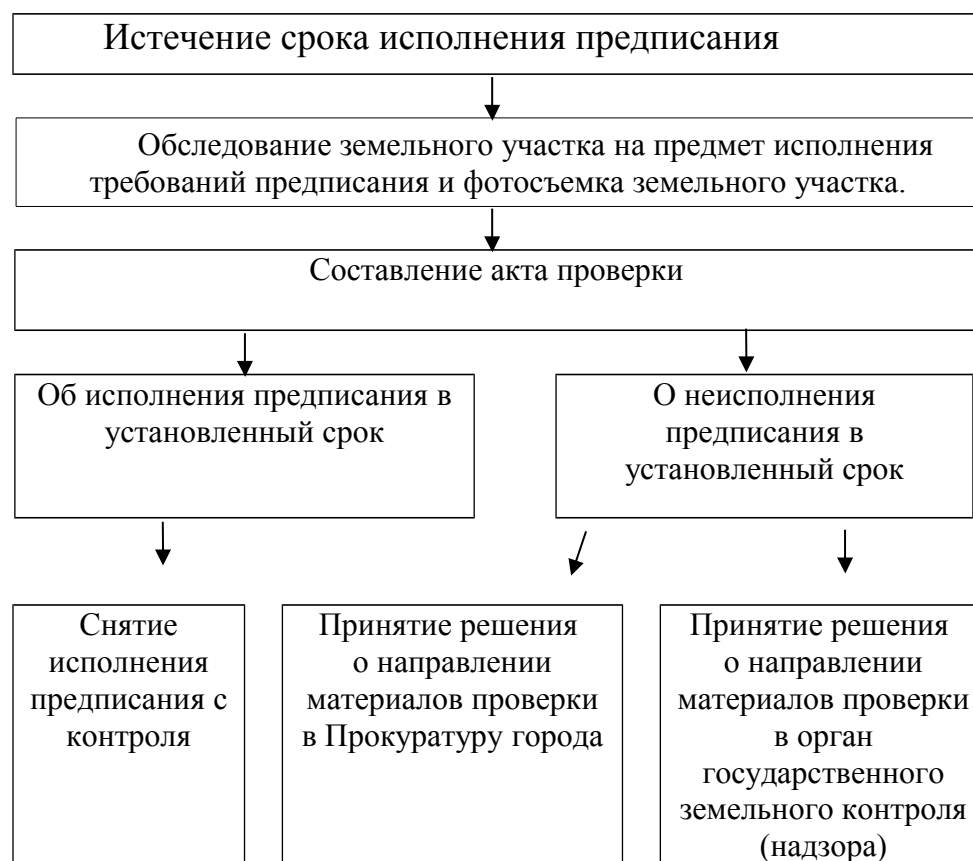 Истечение срока исполнения предписания
Обследование земельного участка на предмет исполнения
требований предписания и фотосъемка земельного участка.
Составление акта проверки
Об исполнения предписания в
установленный срок
О неисполнения
предписания в
установленный срок
Снятие
исполнения
предписания с
контроля
Принятие решения
о направлении
материалов проверки
в Прокуратуру города
Принятие решения
о направлении
материалов проверки
в орган
государственного
земельного контроля
(надзора)